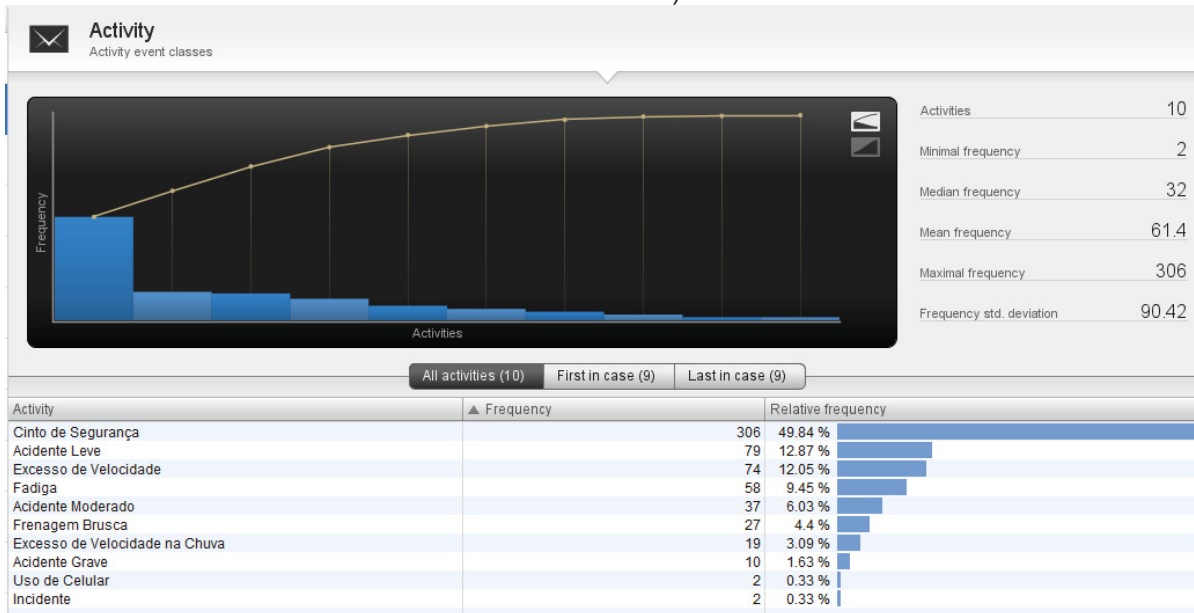 Activity
Activity event classes
Frequency
Activities
Activities 10
Minimal frequency 2
Median frequency 32
Mean frequency 61.4
Maximal frequency 306
Frequency std. deviation 90.42
All activities (10) First in case (9) Last in case (9)
Activity ▲ Frequency Relative frequency
Cinto de Segurança 306 49.84 %
Acidente Leve 79 12.87 %
Excesso de Velocidade 74 12.05 %
Fadiga 58 9.45 %
Acidente Moderado 37 6.03 %
Frenagem Brusca 27 4.4 %
Excesso de Velocidade na Chuva 19 3.09 %
Acidente Grave 10 1.63 %
Uso de Celular 2 0.33 %
Incidente 2 0.33 %